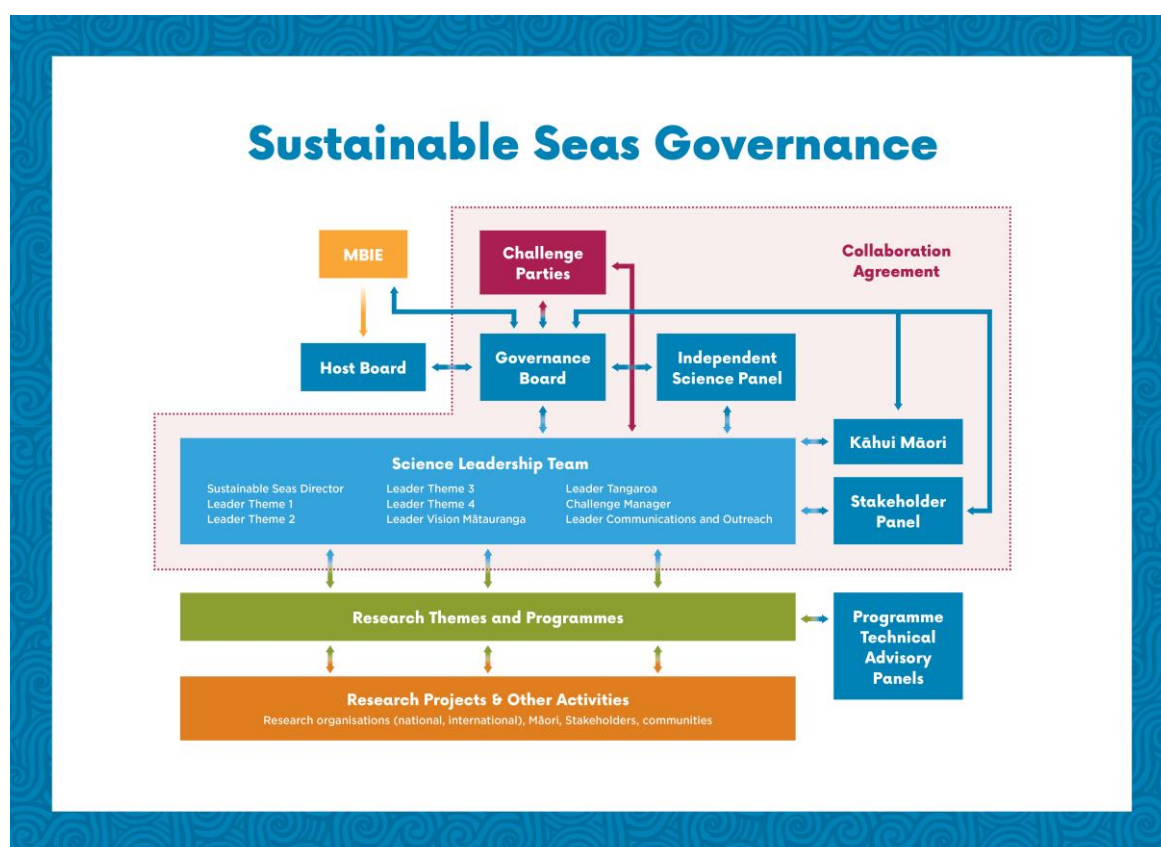 Sustainable Seas Governance
MBIE
Challenge
Parties
Collaboration
Agreement
Host Board
Governance
Board
Independent
Science Panel
Kāhui Māori
Science Leadership Team
Sustainable Seas Director
Leader Theme 1
Leader Theme 2
Leader Theme 3
Leader Theme 4
Leader Vision Mātauranga
Leader Tangaroa
Challenge Manager
Leader Communications and Outreach
Stakeholder
Panel
Research Themes and Programmes
Programme
Technical
Advisory
Panels
Research Projects & Other Activities
Research organisations (national, international), Māori, Stakeholders, communities